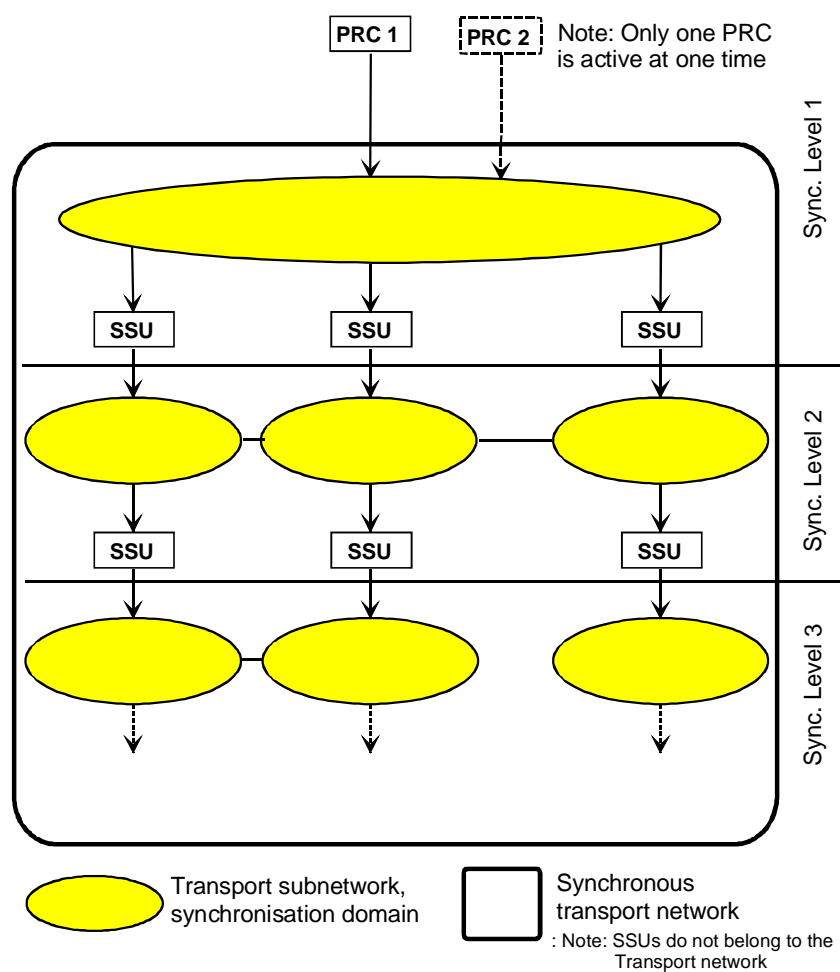 PRC 1
PRC 2
Note: Only one PRC
is active at one time
Sync. Level 1
SSU
SSU
SSU
Sync. Level 2
SSU
SSU
SSU
Sync. Level 3
Transport subnetwork,
synchronisation domain
Synchronous
transport network
: Note: SSUs do not belong to the
Transport network